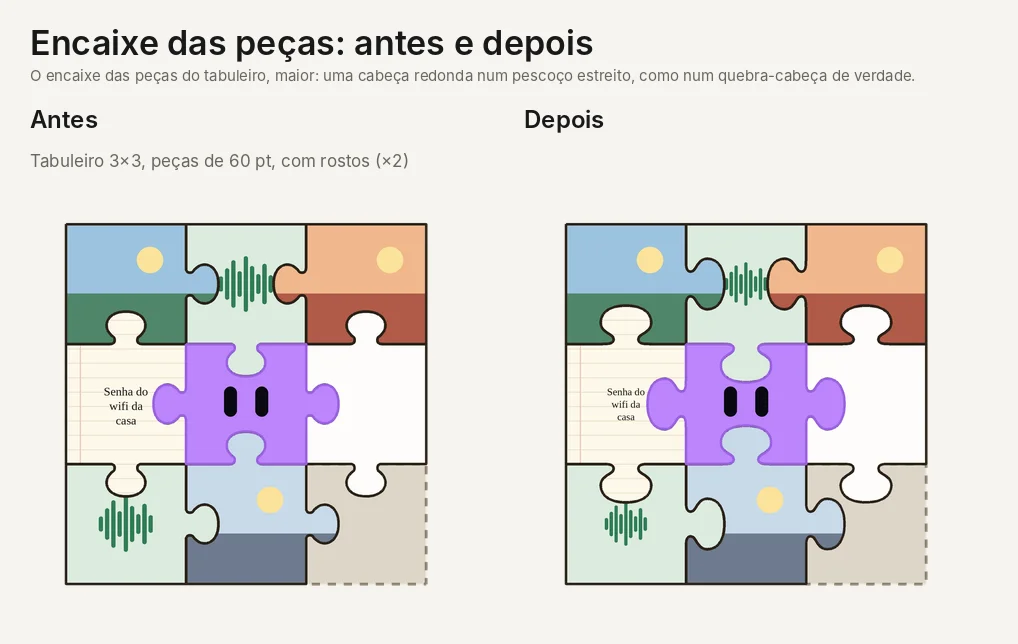 Encaixe das peças: antes e depois
O encaixe das peças do tabuleiro, maior: uma cabeça redonda num pescoço estreito, como num quebra-cabeça de verdade.
Antes
Depois
Tabuleiro 3×3, peças de 60 pt, com rostos (×2)
Senha do
wifi da
casa
Senha do
wifi da
casa